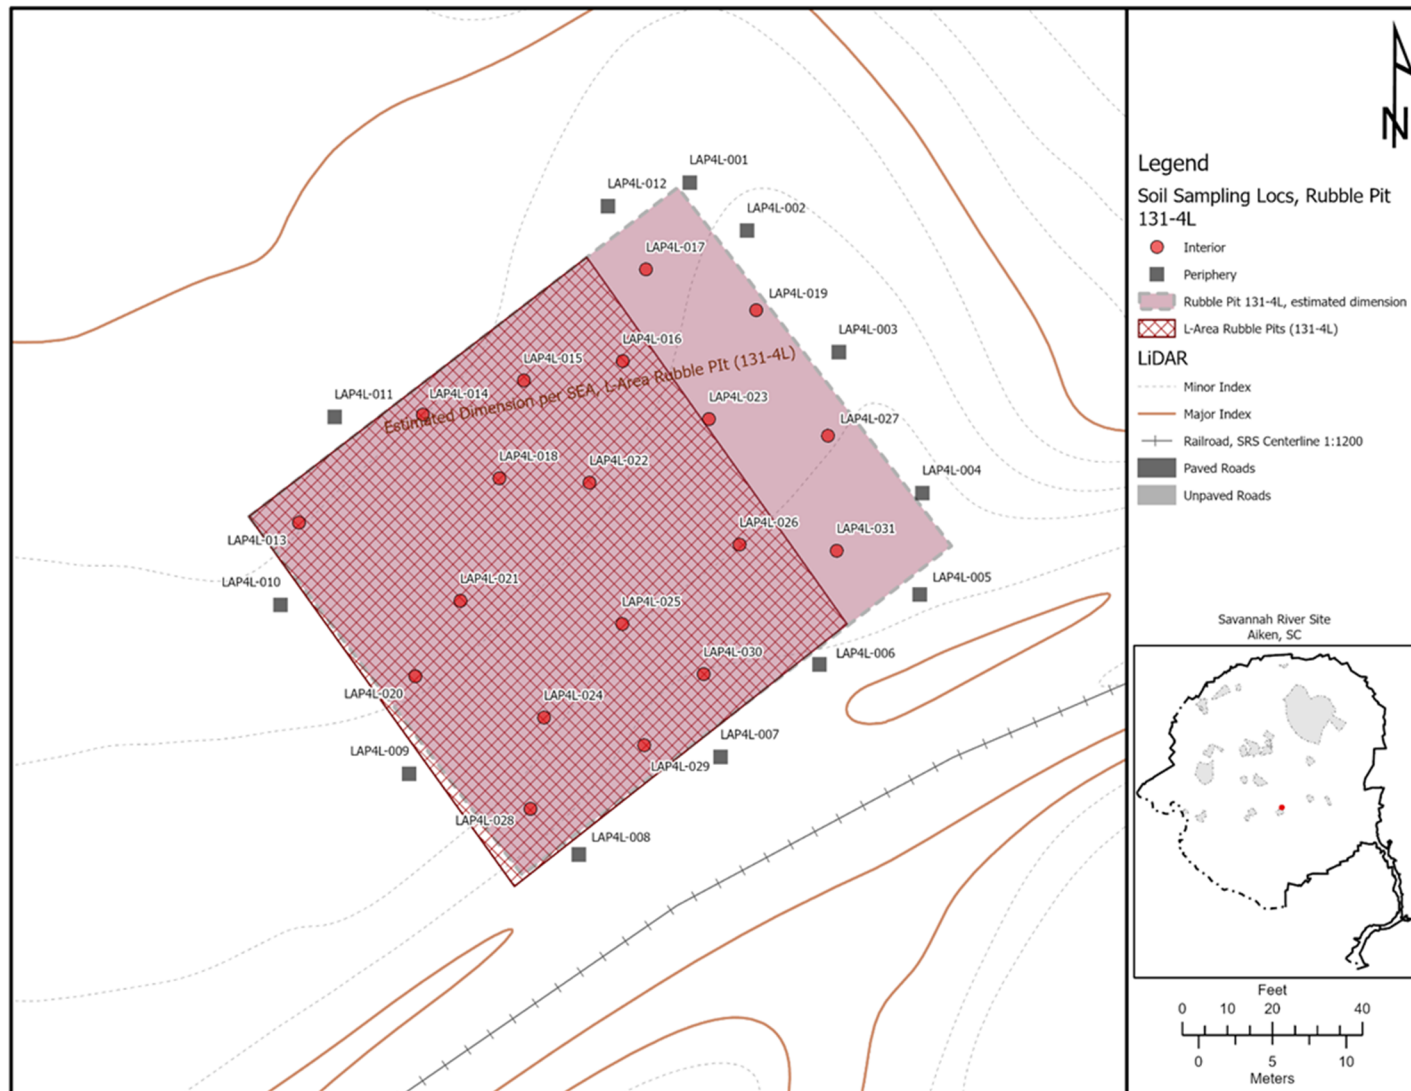 LAP4L-001
LAP4L-012
LAP4L-002
LAP4L-017
LAP4L-019
LAP4L-003
LAP4L-016
LAP4L-015
Estimated Dimension per SEA, L-Area Rubble PIt (131-4L)
LAP4L-011
LAP4L-014
LAP4L-023
LAP4L-027
LAP4L-018
LAP4L-022
LAP4L-004
LAP4L-026
LAP4L-031
LAP4L-013
LAP4L-010
LAP4L-021
LAP4L-005
LAP4L-025
LAP4L-030
LAP4L-006
LAP4L-020
LAP4L-024
LAP4L-009
LAP4L-007
LAP4L-029
LAP4L-028
LAP4L-008
N
Legend
Soil Sampling Locs, Rubble Pit
131-4L
Interior
Periphery
Rubble Pit 131-4L, estimated dimension
L-Area Rubble Pits (131-4L)
LiDAR
Minor Index
Major Index
Railroad, SRS Centerline 1:1200
Paved Roads
Unpaved Roads
Savannah River Site
Aiken, SC
Feet
0 10 20 40
0 5 10
Meters